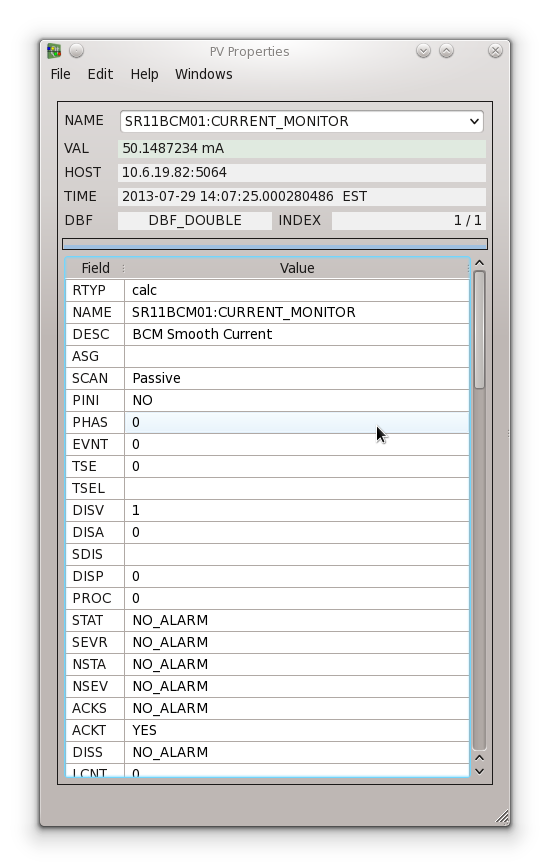 PV Properties
File Edit Help Windows
NAME SR11BCM01:CURRENT_MONITOR
VAL 50.1487234 mA
HOST 10.6.19.82:5064
TIME 2013-07-29 14:07:25.000280486 EST
DBF DBF_DOUBLE INDEX 1 / 1
Field Value
RTYP calc
NAME SR11BCM01:CURRENT_MONITOR
DESC BCM Smooth Current
ASG
SCAN Passive
PINI NO
PHAS 0
EVNT 0
TSE 0
TSEL
DISV 1
DISA 0
SDIS
DISP 0
PROC 0
STAT NO_ALARM
SEVR NO_ALARM
NSTA NO_ALARM
NSEV NO_ALARM
ACKS NO_ALARM
ACKT YES
DISS NO_ALARM
LCNT 0